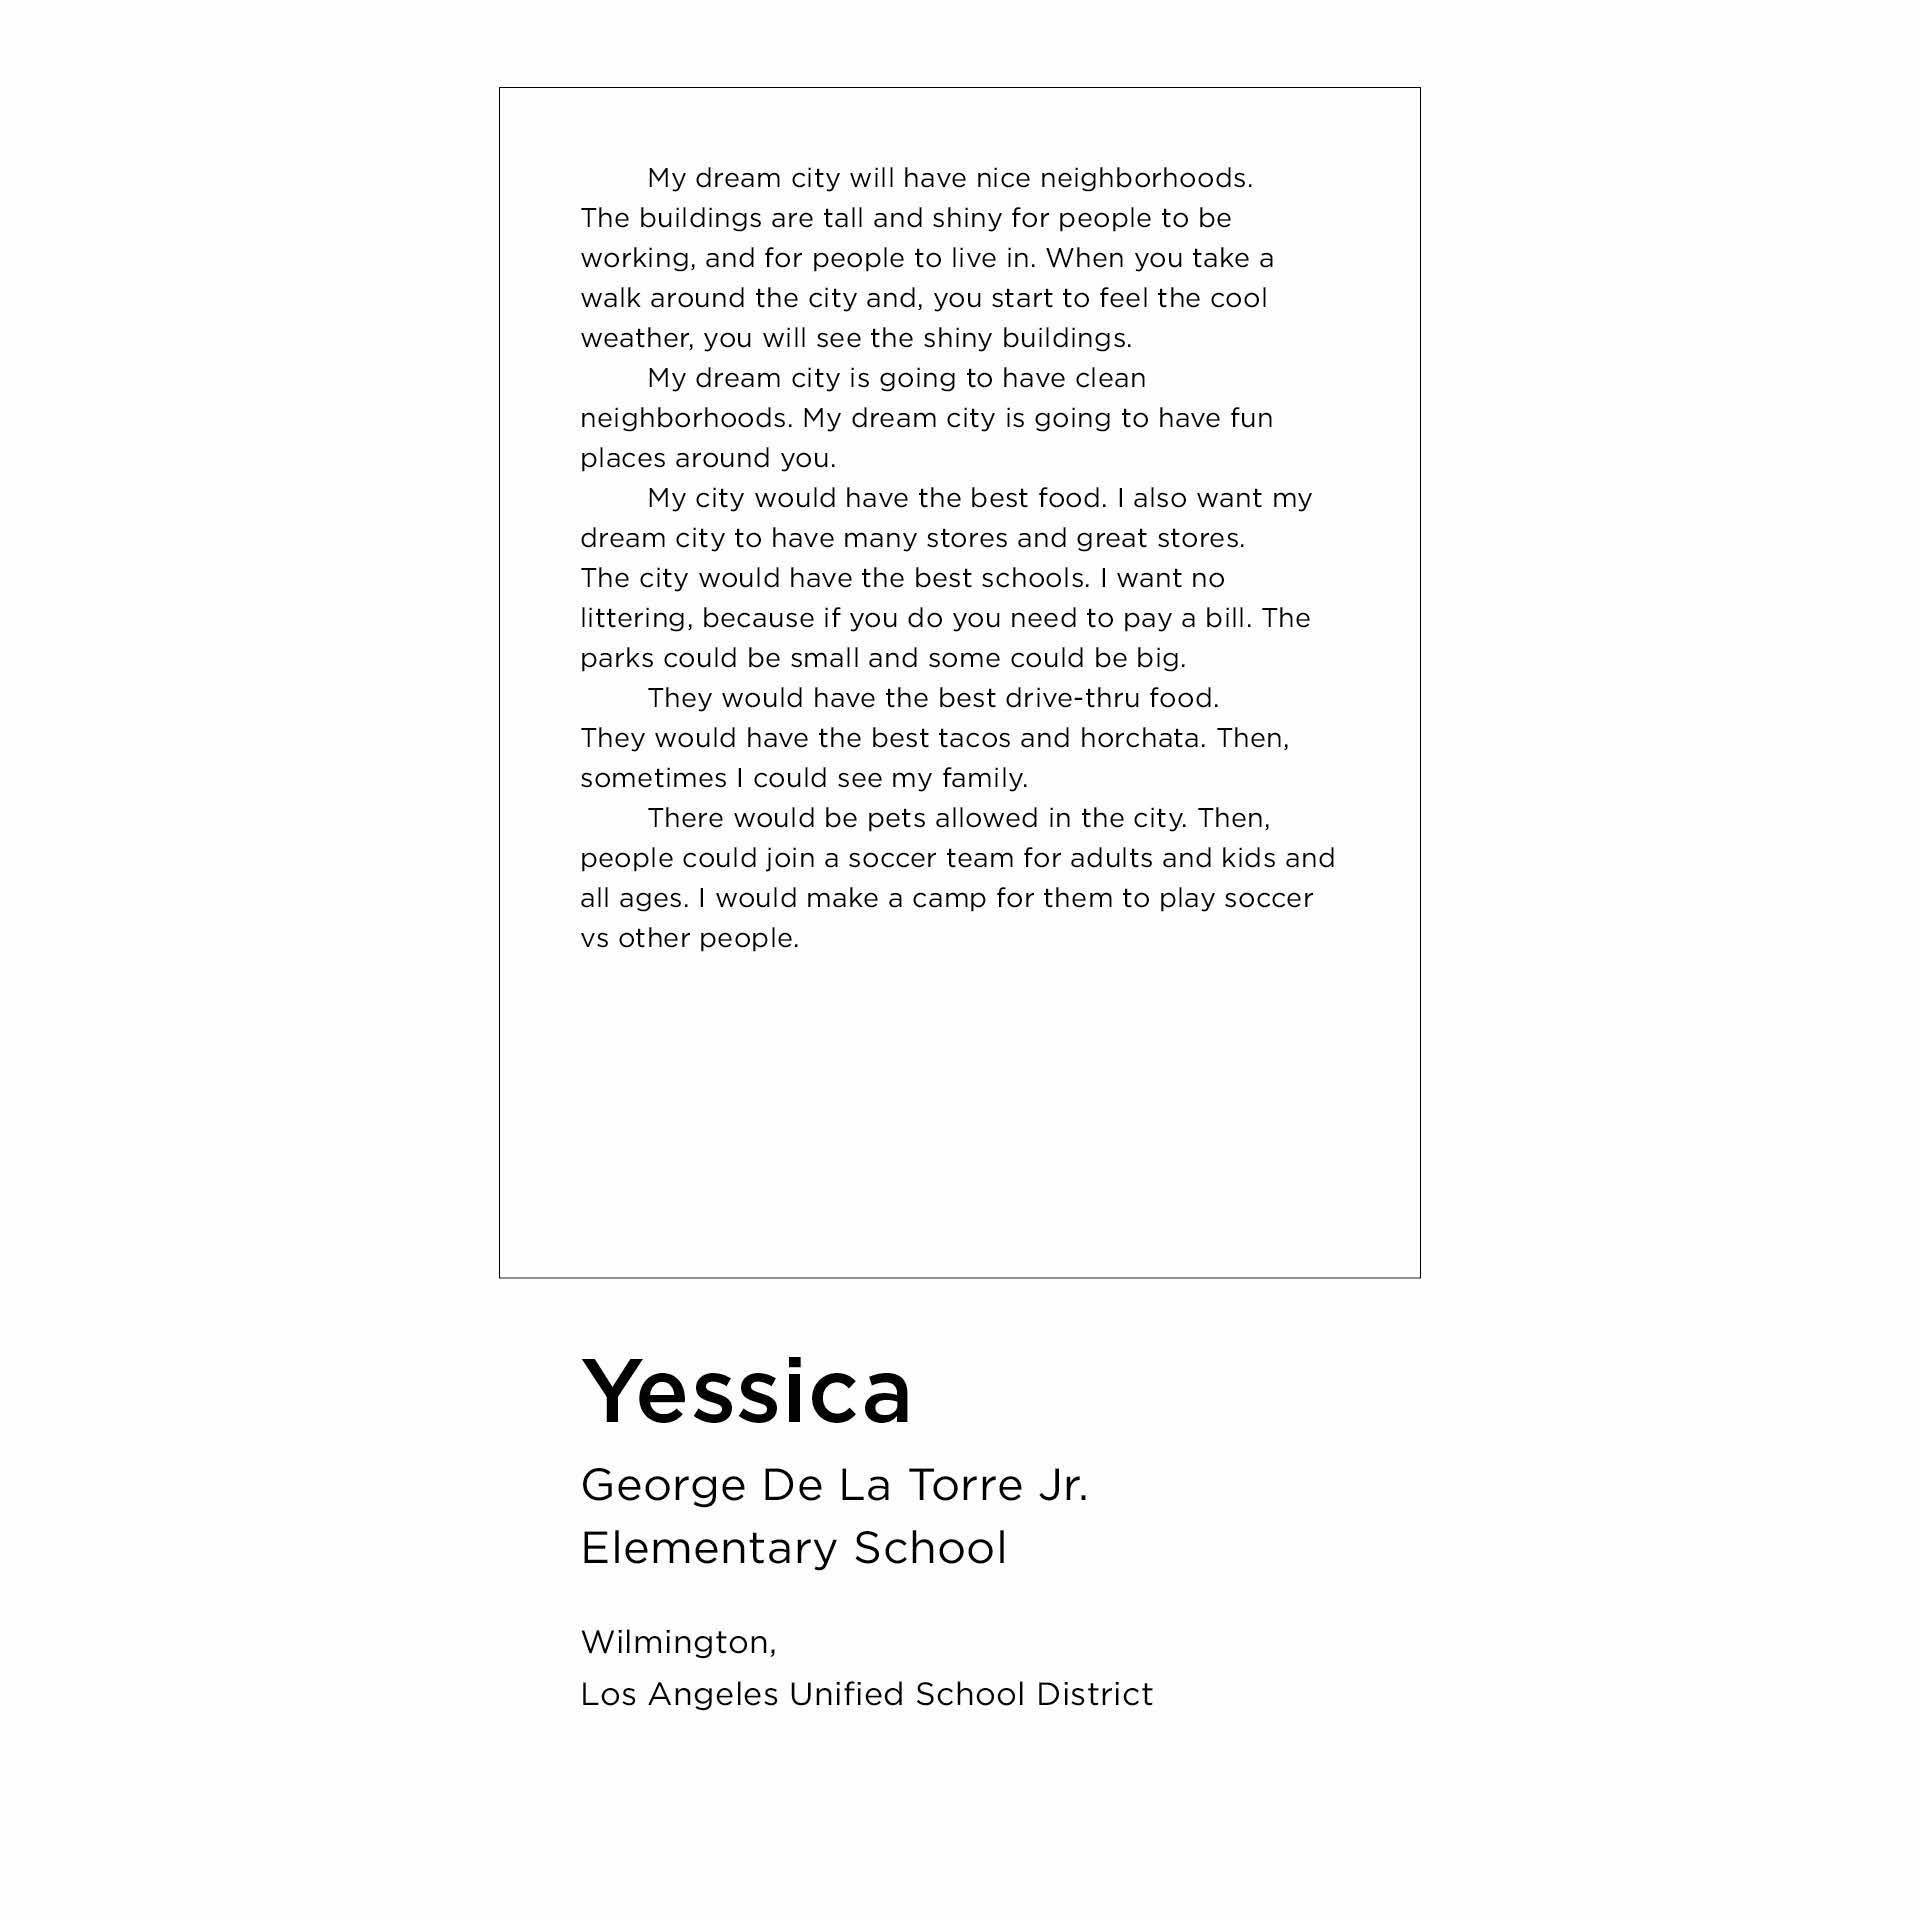 My dream city will have nice neighborhoods.
The buildings are tall and shiny for people to be
working, and for people to live in. When you take a
walk around the city and, you start to feel the cool
weather, you will see the shiny buildings.
My dream city is going to have clean
neighborhoods. My dream city is going to have fun
places around you.
My city would have the best food. I also want my
dream city to have many stores and great stores.
The city would have the best schools. I want no
littering, because if you do you need to pay a bill. The
parks could be small and some could be big.
They would have the best drive-thru food.
They would have the best tacos and horchata. Then,
sometimes I could see my family.
There would be pets allowed in the city. Then,
people could join a soccer team for adults and kids and
all ages. I would make a camp for them to play soccer
vs other people.
Yessica
George De La Torre Jr.
Elementary School
Wilmington,
Los Angeles Unified School District